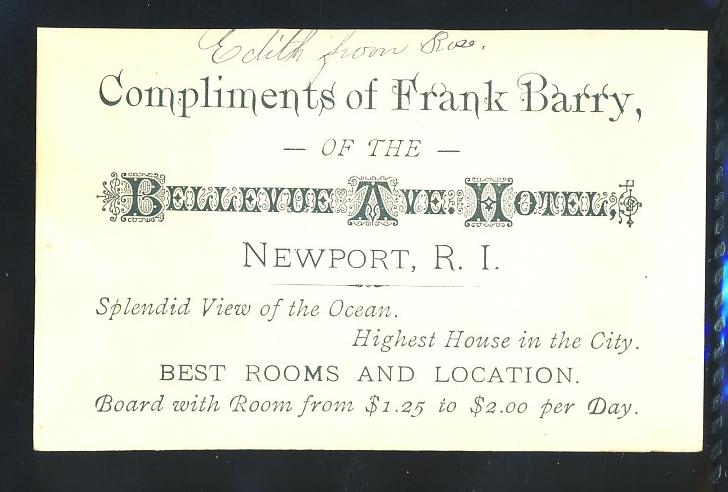 Edith from Rose.
Compliments of Frank Barry,
— OF THE —
BELLEVUE AVE. HOTEL,
NEWPORT, R. I.
Splendid View of the Ocean.
Highest House in the City.
BEST ROOMS AND LOCATION.
Board with Room from $1.25 to $2.00 per Day.